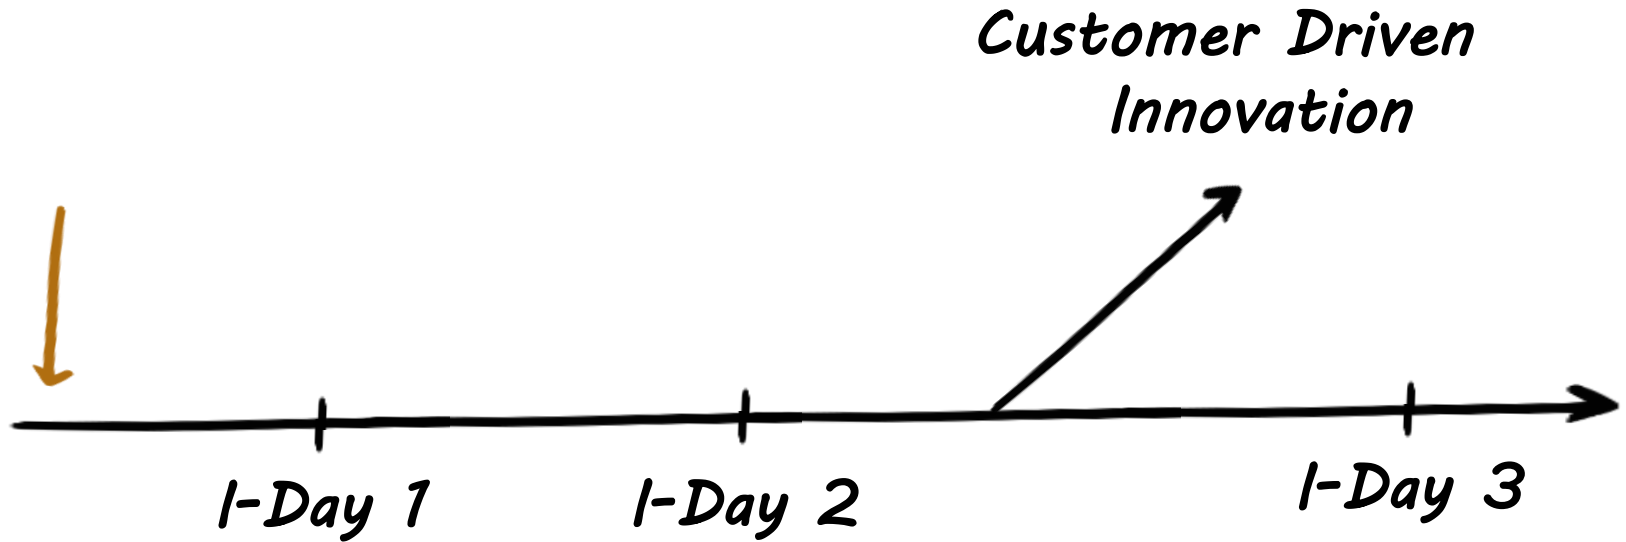 Customer Driven
Innovation
I-Day 1
I-Day 2
I-Day 3